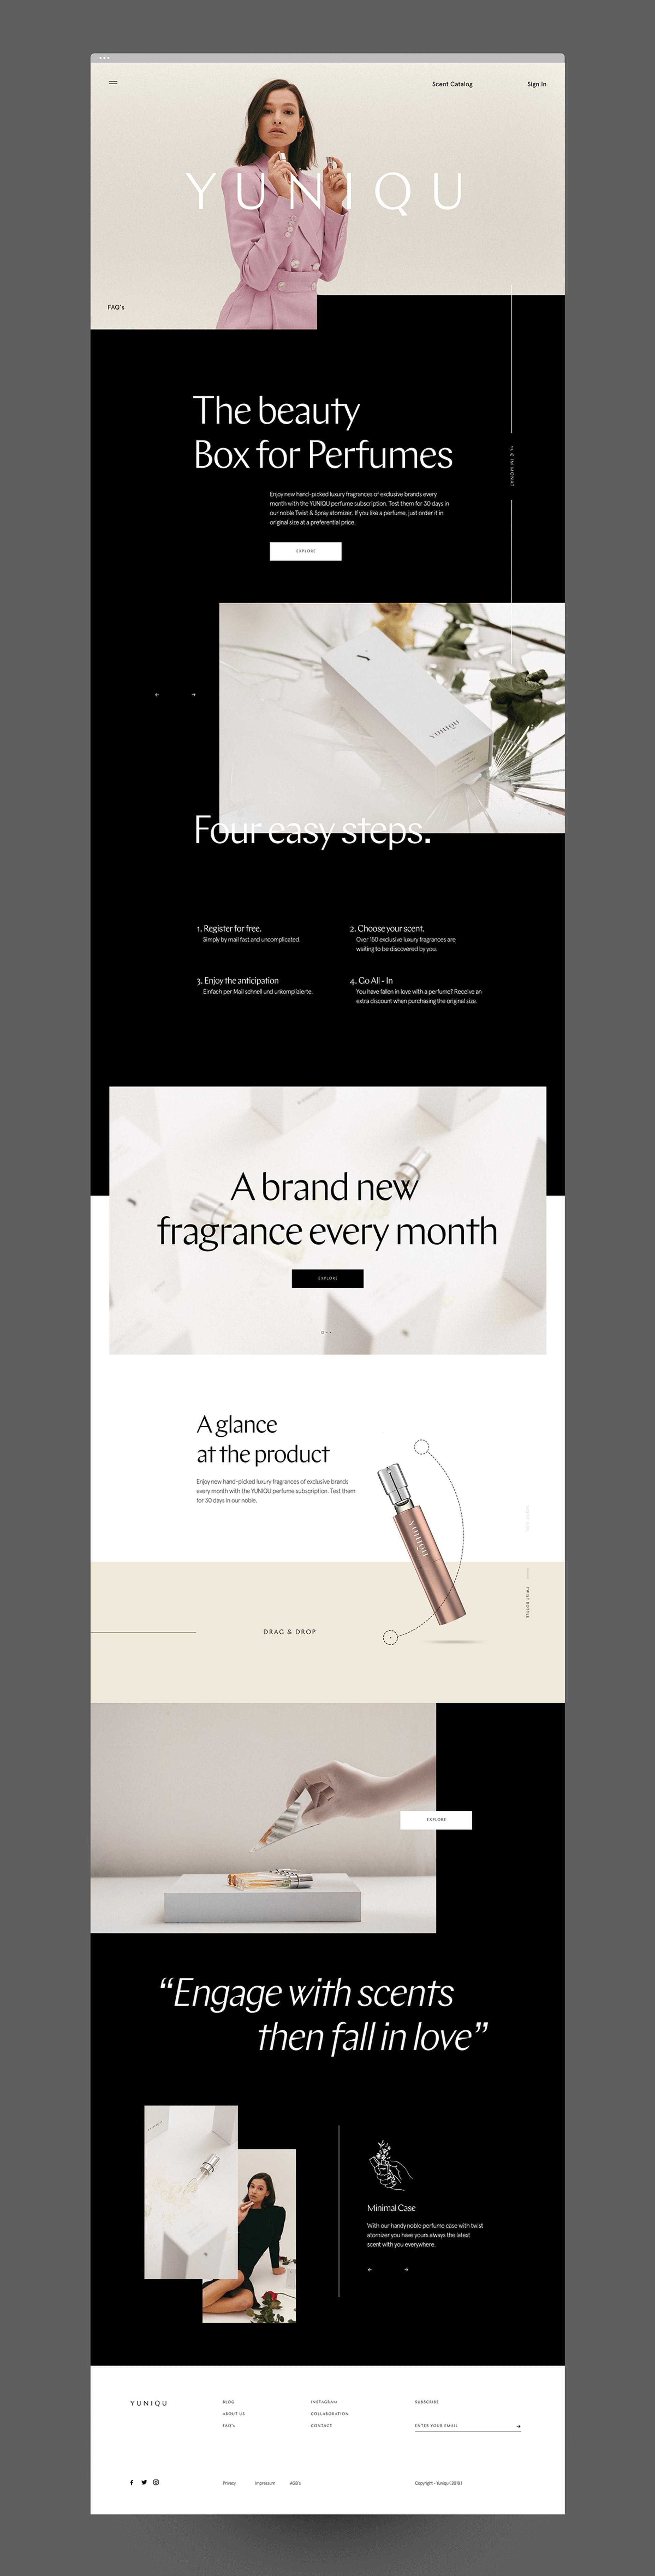 Scent Catalog
Sign In
YUNIQU
FAQ's
The beauty
Box for Perfumes
Enjoy new hand-picked luxury fragrances of exclusive brands every
month with the YUNIQU perfume subscription. Test them for 30 days in
our noble Twist & Spray atomizer. If you like a perfume, just order it in
original size at a preferential price.
EXPLORE
YUNIQU
Four easy steps.
1. Register for free.
Simply by mail fast and uncomplicated.
2. Choose your scent.
Over 150 exclusive luxury fragrances are
waiting to be discovered by you.
3. Enjoy the anticipation
Einfach per Mail schnell und unkomplizierte.
4. Go All - In
You have fallen in love with a perfume? Receive an
extra discount when purchasing the original size.
A brand new
fragrance every month
EXPLORE
A glance
at the product
Enjoy new hand-picked luxury fragrances of exclusive brands
every month with the YUNIQU perfume subscription. Test them
for 30 days in our noble.
YUNIQU
TWIST BOTTLE
DRAG & DROP
EXPLORE
“Engage with scents
then fall in love”
Minimal Case
With our handy noble perfume case with twist
atomizer you have yours always the latest
scent with you everywhere.
YUNIQU
BLOG
ABOUT US
FAQ's
INSTAGRAM
COLLABORATION
CONTACT
SUBSCRIBE
ENTER YOUR EMAIL
Privacy
Impressum
AGB's
Copyright - Yuniqu ( 2018 )